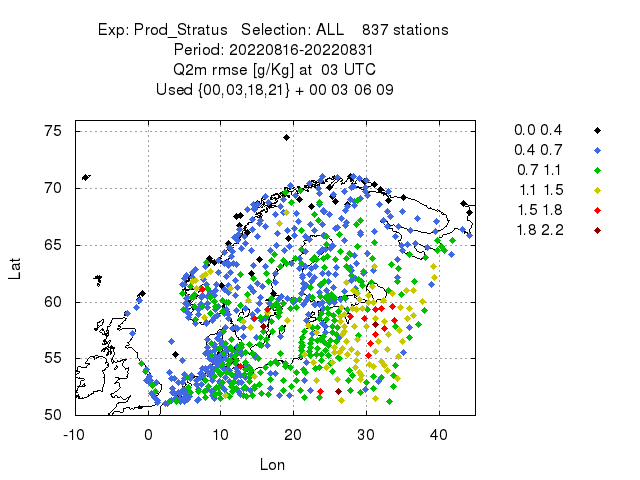 Exp: Prod_Stratus   Selection: ALL    837 stations
Period: 20220816-20220831
Q2m rmse [g/Kg] at  03 UTC
Used {00,03,18,21} + 00 03 06 09
75
70
65
60
55
50
-10 0 10 20 30 40
Lat
Lon
0.0 0.4
0.4 0.7
0.7 1.1
1.1 1.5
1.5 1.8
1.8 2.2